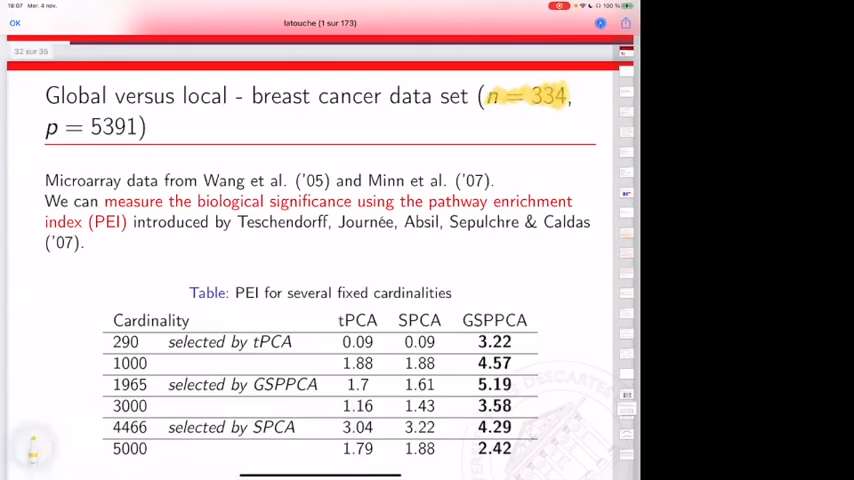 18:07 Mer. 4 nov.
100 %
OK
latouche (1 sur 173)
32 sur 35
Global versus local - breast cancer data set (n = 334,
p = 5391)
Microarray data from Wang et al. ('05) and Minn et al. ('07).
We can measure the biological significance using the pathway enrichment
index (PEI) introduced by Teschendorff, Journée, Absil, Sepulchre & Caldas
('07).
Table: PEI for several fixed cardinalities
Cardinality tPCA SPCA GSPPCA
290 selected by tPCA 0.09 0.09 3.22
1000 1.88 1.88 4.57
1965 selected by GSPPCA 1.7 1.61 5.19
3000 1.16 1.43 3.58
4466 selected by SPCA 3.04 3.22 4.29
5000 1.79 1.88 2.42
DESCARTES